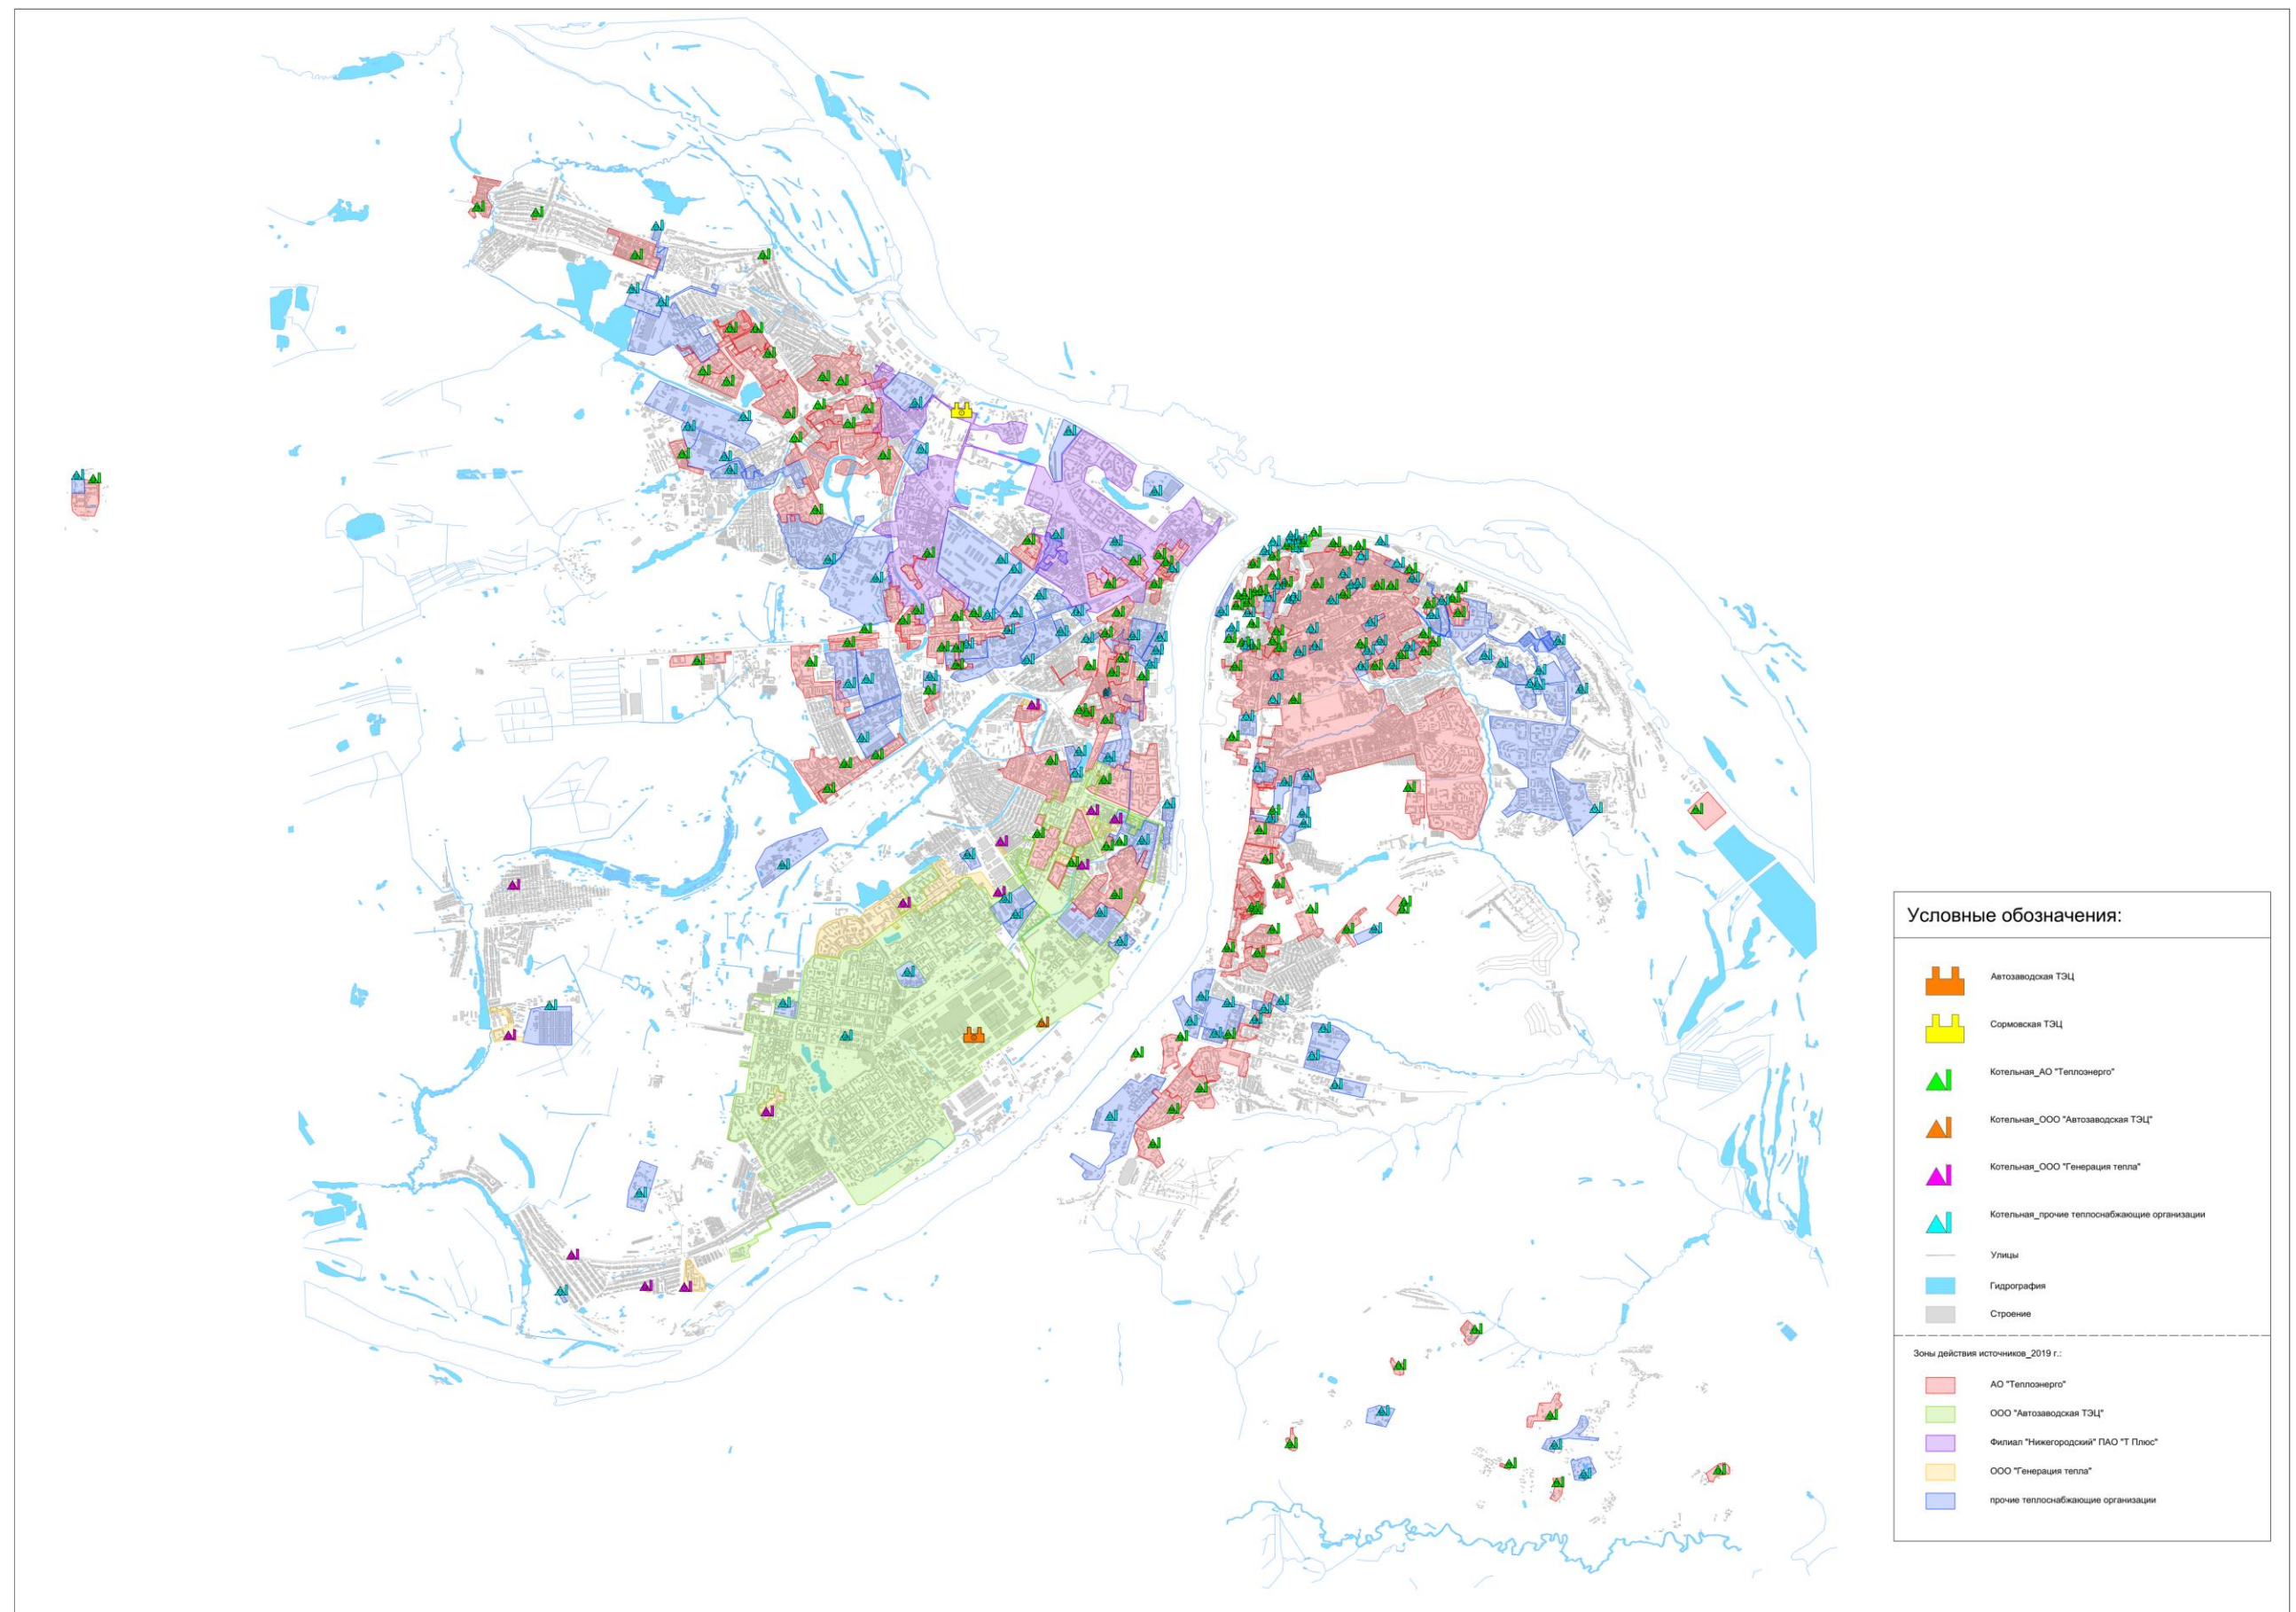 Условные обозначения:
Автозаводская ТЭЦ
Сормовская ТЭЦ
Котельная_АО "Теплоэнерго"
Котельная_ООО "Автозаводская ТЭЦ"
Котельная_ООО "Генерация тепла"
Котельная_прочие теплоснабжающие организации
Улицы
Гидрография
Строение
Зоны действия источников_2019 г.:
АО "Теплоэнерго"
ООО "Автозаводская ТЭЦ"
Филиал "Нижегородский" ПАО "Т Плюс"
ООО "Генерация тепла"
прочие теплоснабжающие организации